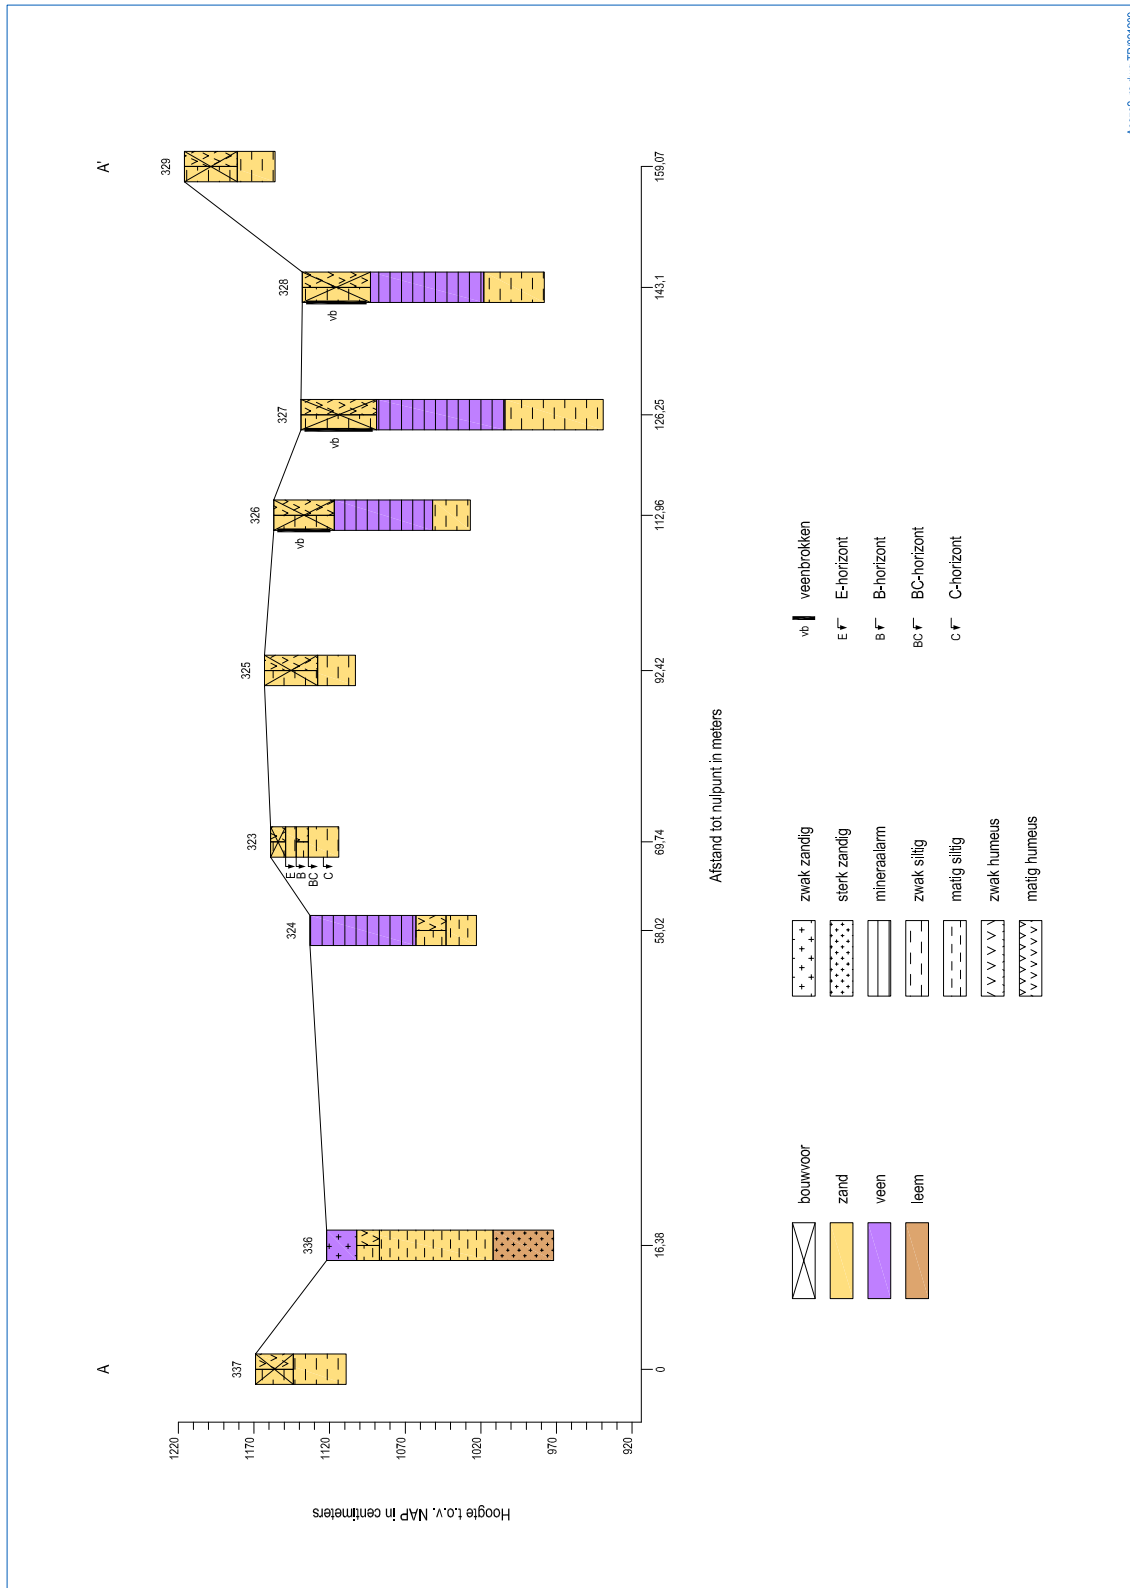 A
A'
337
336
324
323
325
326
327
328
329
E
B
BC
C
vb
vb
vb
1220
1170
1120
1070
1020
970
920
Hoogte t.o.v. NAP in centimeters
0
16,38
58,02
69,74
92,42
112,96
126,25
143,1
159,07
Afstand tot nulpunt in meters
bouwvoor
zand
veen
leem
zwak zandig
sterk zandig
mineraalarm
zwak siltig
matig siltig
zwak humeus
matig humeus
vb veenbrokken
E E-horizont
B B-horizont
BC BC-horizont
C C-horizont